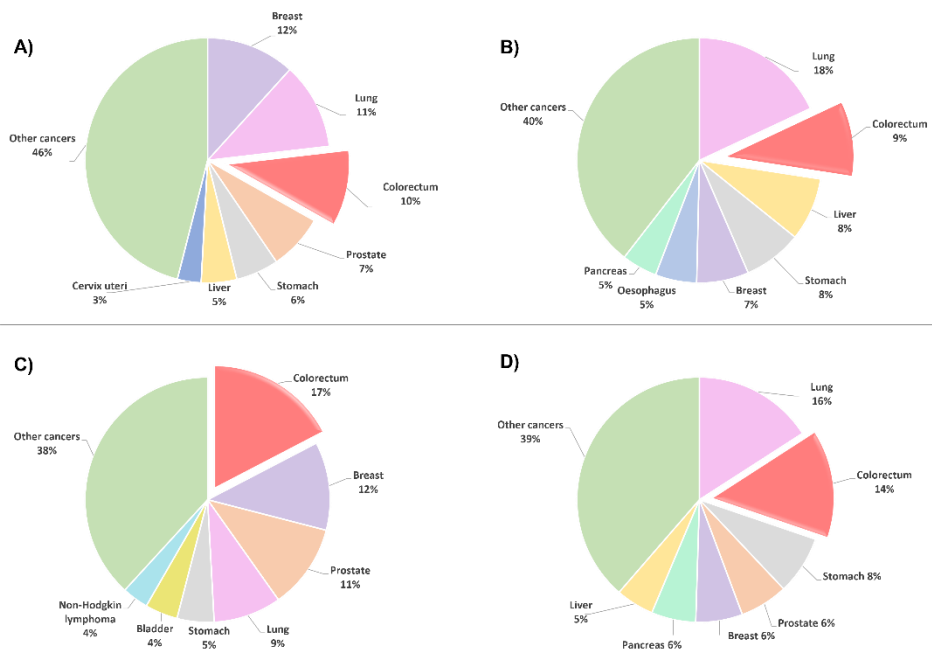 A)
Breast
12%
Lung
11%
Colorectum
10%
Prostate
7%
Stomach
6%
Liver
5%
Cervix uteri
3%
Other cancers
46%
B)
Lung
18%
Colorectum
9%
Liver
8%
Stomach
8%
Breast
7%
Oesophagus
5%
Pancreas
5%
Other cancers
40%
C)
Colorectum
17%
Breast
12%
Prostate
11%
Lung
9%
Stomach
5%
Bladder
4%
Non-Hodgkin
lymphoma
4%
Other cancers
38%
D)
Lung
16%
Colorectum
14%
Stomach 8%
Prostate 6%
Breast 6%
Pancreas 6%
Liver
5%
Other cancers
39%